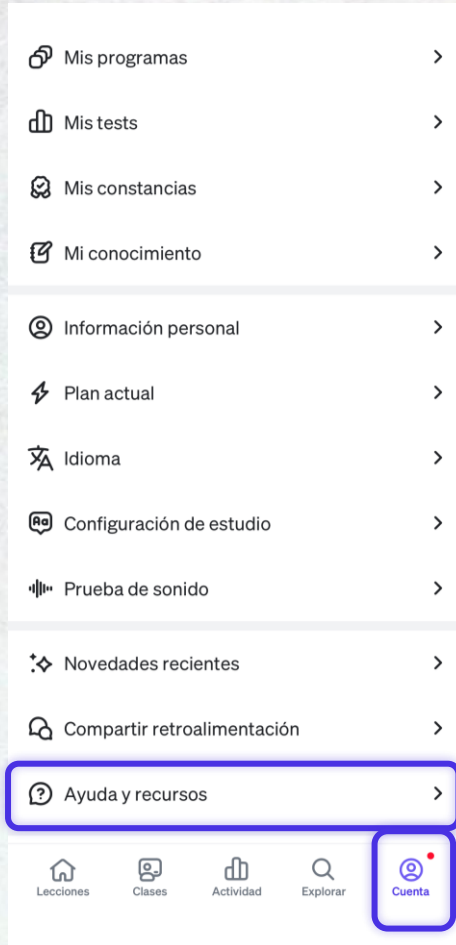 Mis programas
Mis tests
Mis constancias
Mi conocimiento
Información personal
Plan actual
Idioma
Configuración de estudio
Prueba de sonido
Novedades recientes
Compartir retroalimentación
Ayuda y recursos
Lecciones Clases Actividad Explorar Cuenta